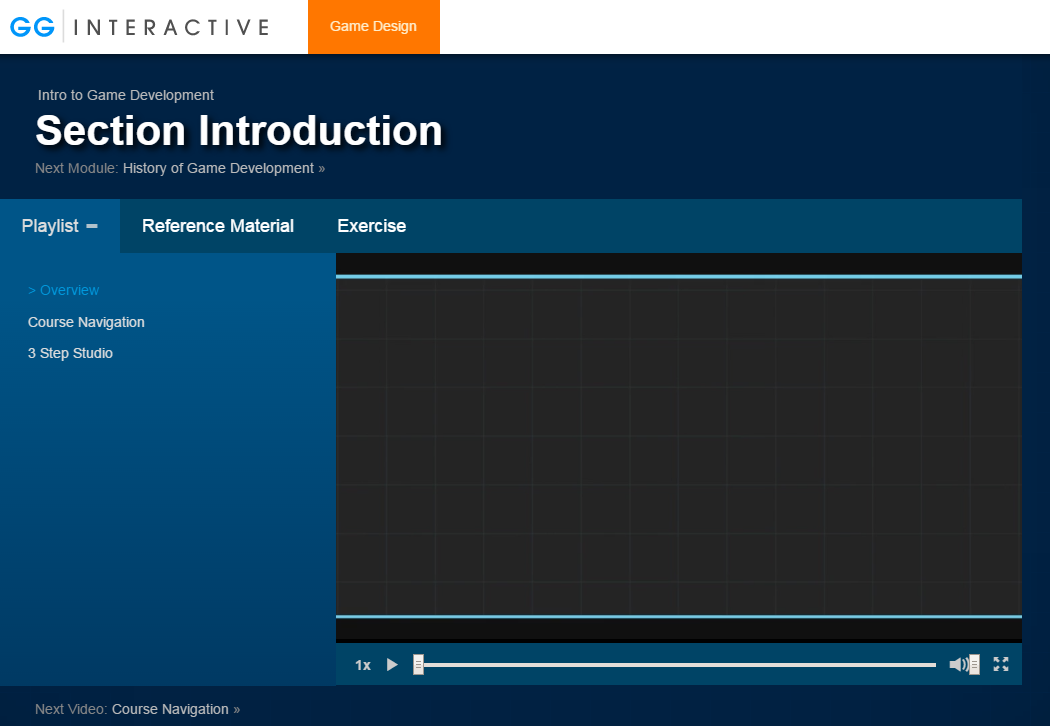 GG INTERACTIVE
Game Design
Intro to Game Development
Section Introduction
Next Module: History of Game Development »
Playlist
Reference Material
Exercise
> Overview
Course Navigation
3 Step Studio
1x
Next Video: Course Navigation »